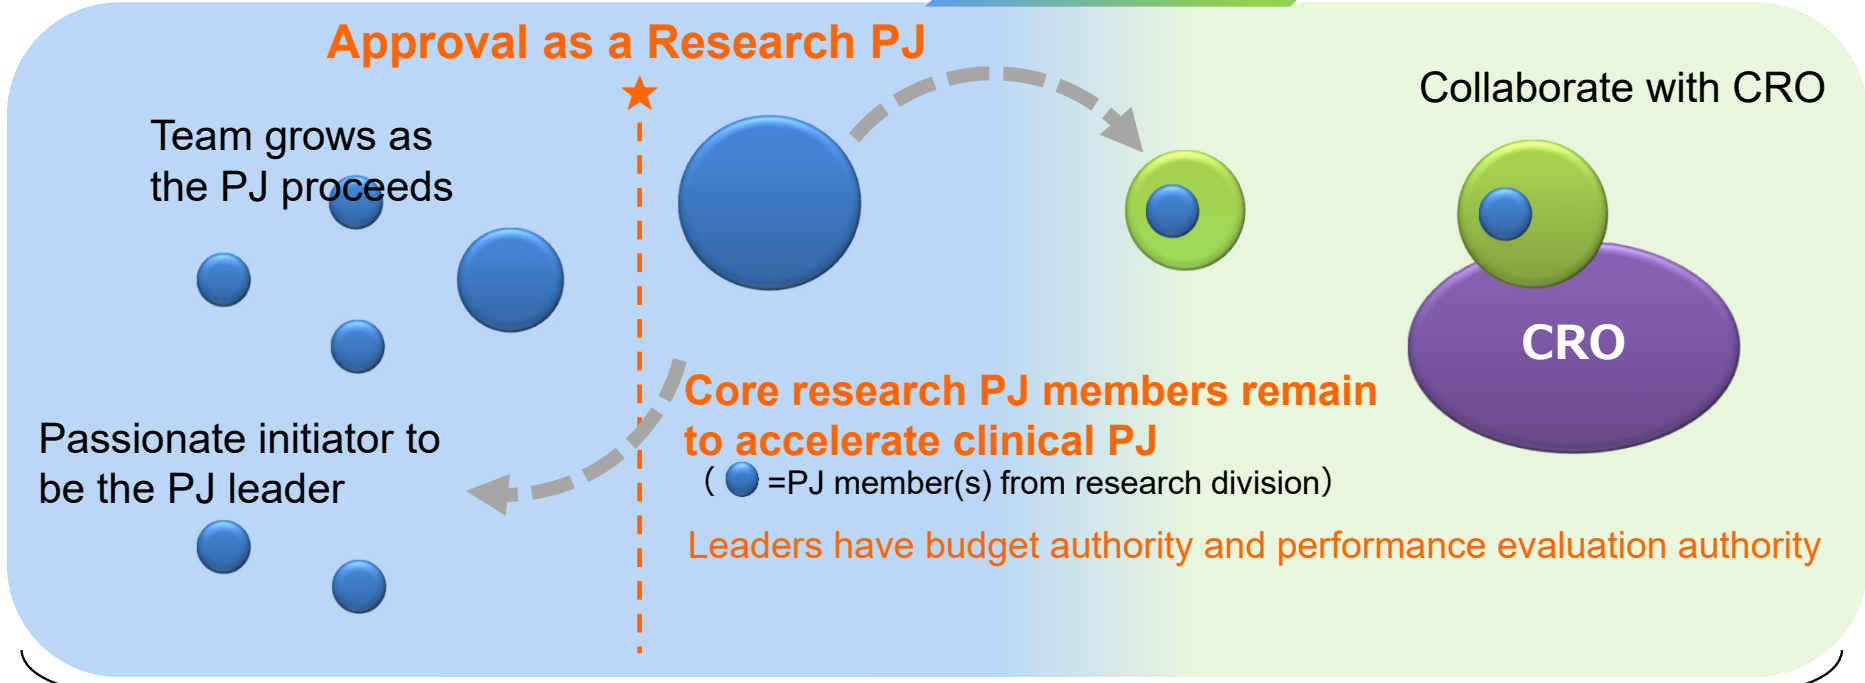 Approval as a Research PJ
Team grows as
the PJ proceeds
Collaborate with CRO
CRO
Passionate initiator to
be the PJ leader
Core research PJ members remain
to accelerate clinical PJ
( =PJ member(s) from research division)
Leaders have budget authority and performance evaluation authority